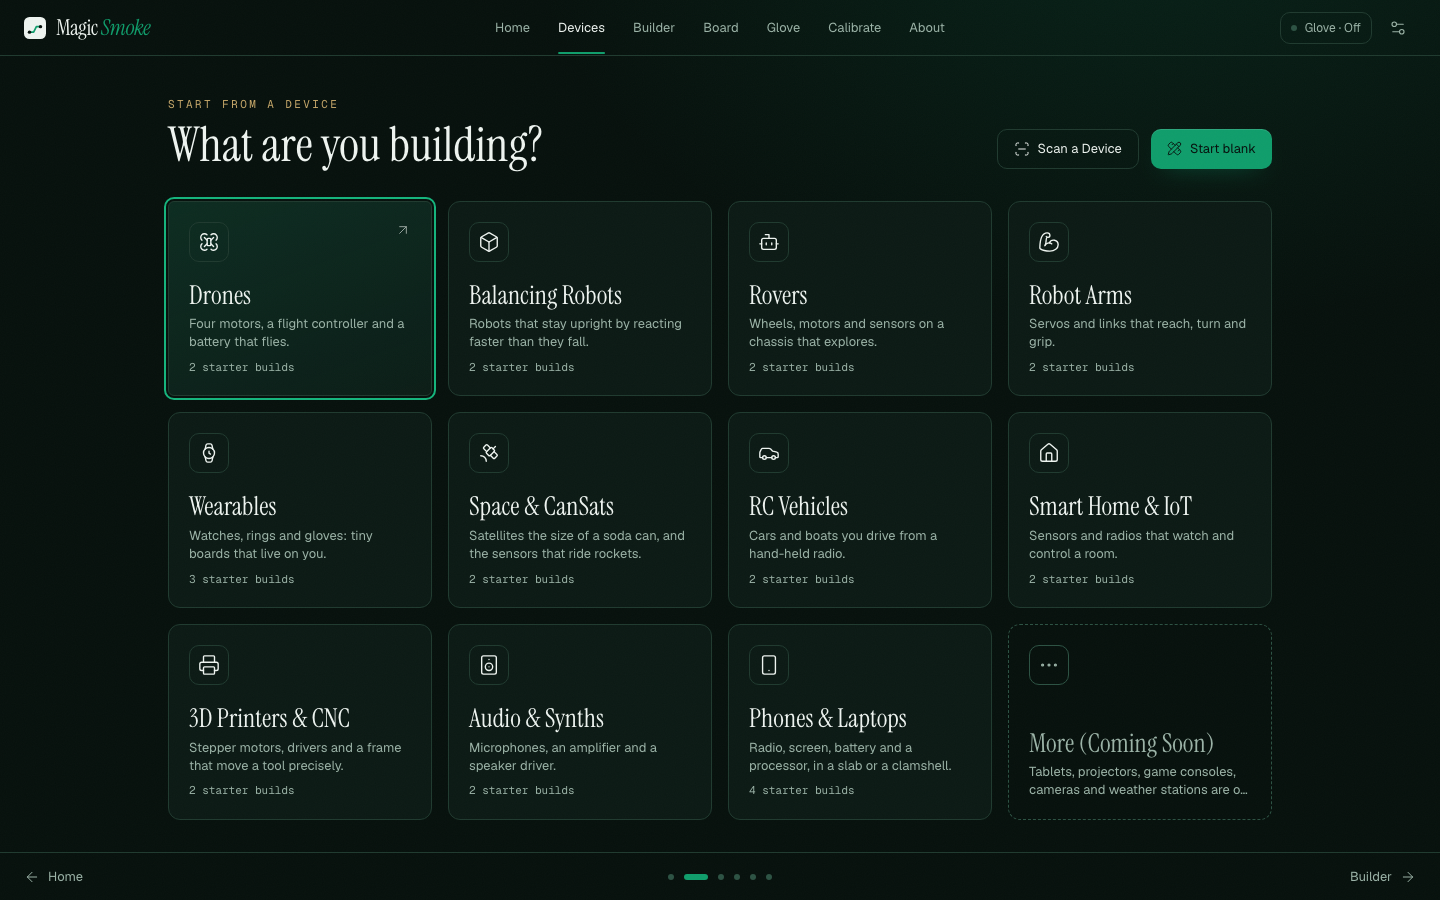 Magic Smoke
Home
Devices
Builder
Board
Glove
Calibrate
About
Glove · Off
START FROM A DEVICE
What are you building?
Scan a Device
Start blank
Drones
Four motors, a flight controller and a
battery that flies.
2 starter builds
Balancing Robots
Robots that stay upright by reacting
faster than they fall.
2 starter builds
Rovers
Wheels, motors and sensors on a
chassis that explores.
2 starter builds
Robot Arms
Servos and links that reach, turn and
grip.
2 starter builds
Wearables
Watches, rings and gloves: tiny
boards that live on you.
3 starter builds
Space & CanSats
Satellites the size of a soda can, and
the sensors that ride rockets.
2 starter builds
RC Vehicles
Cars and boats you drive from a
hand-held radio.
2 starter builds
Smart Home & IoT
Sensors and radios that watch and
control a room.
2 starter builds
3D Printers & CNC
Stepper motors, drivers and a frame
that move a tool precisely.
2 starter builds
Audio & Synths
Microphones, an amplifier and a
speaker driver.
2 starter builds
Phones & Laptops
Radio, screen, battery and a
processor, in a slab or a clamshell.
4 starter builds
More (Coming Soon)
Tablets, projectors, game consoles,
cameras and weather stations are o...
Home
Builder